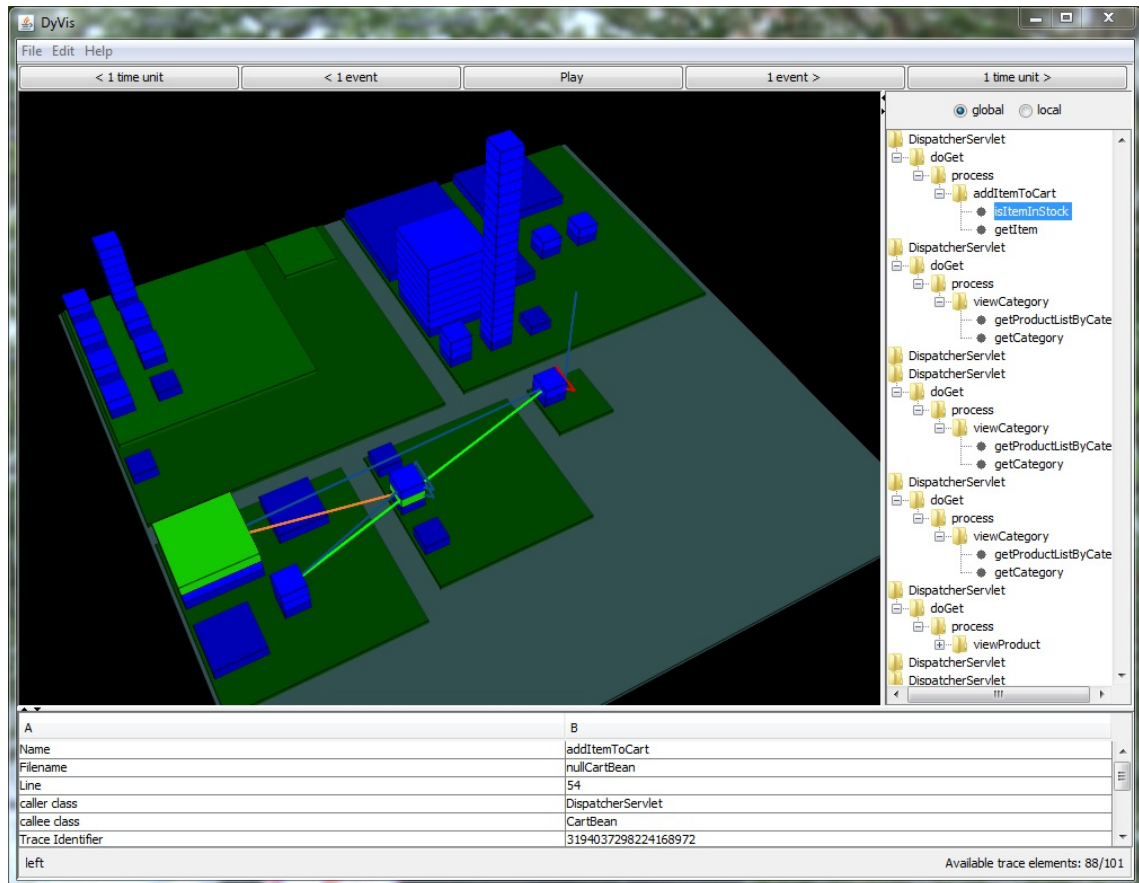 DyVis
File Edit Help
< 1 time unit < 1 event Play 1 event > 1 time unit >
global local
DispatcherServlet
doGet
process
addItemToCart
isItemInStock
getItem
DispatcherServlet
doGet
process
viewCategory
getProductListByCate
getCategory
DispatcherServlet
DispatcherServlet
doGet
process
viewCategory
getProductListByCate
getCategory
DispatcherServlet
doGet
process
viewCategory
getProductListByCate
getCategory
DispatcherServlet
doGet
process
viewProduct
DispatcherServlet
DispatcherServlet
A B
Name addItemToCart
Filename nullCartBean
Line 54
caller class DispatcherServlet
callee class CartBean
Trace Identifier 3194037298224168972
left Available trace elements: 88/101